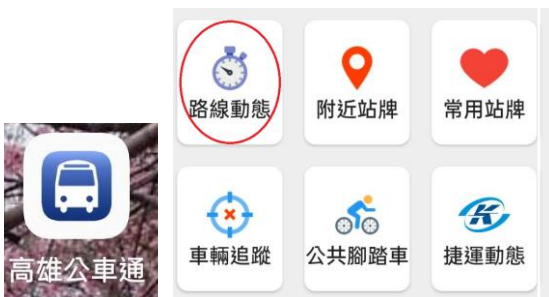 高雄公車通
路線動態
附近站牌
常用站牌
車輛追蹤
公共腳踏車
捷運動態